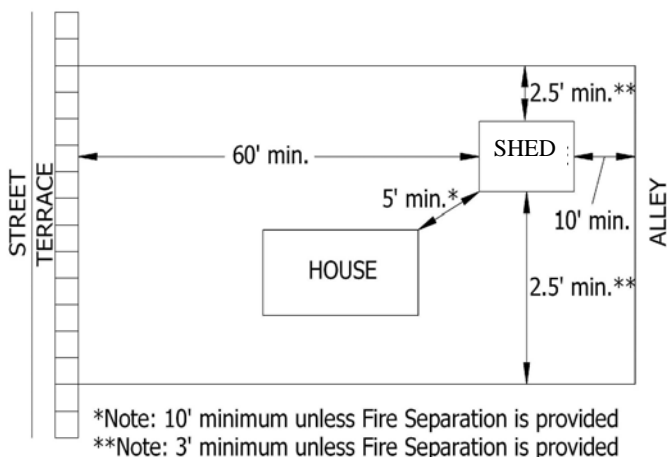 2.5' min.**
60' min.
SHED
5' min.*
10' min.
STREET
TERRACE
HOUSE
2.5' min.**
ALLEY
*Note: 10' minimum unless Fire Separation is provided
**Note: 3' minimum unless Fire Separation is provided